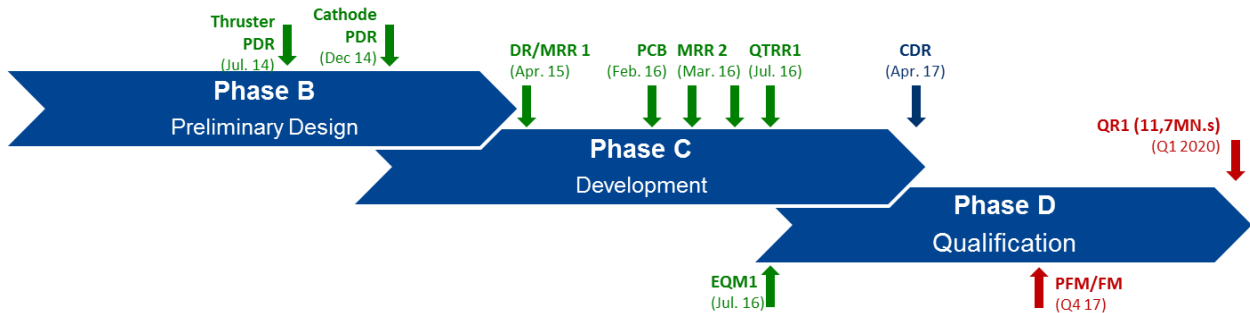 Thruster
PDR
(Jul. 14)
Cathode
PDR
(Dec 14)
DR/MRR 1
(Apr. 15)
PCB
(Feb. 16)
MRR 2
(Mar. 16)
QTRR1
(Jul. 16)
CDR
(Apr. 17)
QR1 (11,7MN.s)
(Q1 2020)
Phase B
Preliminary Design
Phase C
Development
Phase D
Qualification
EQM1
(Jul. 16)
PFM/FM
(Q4 17)